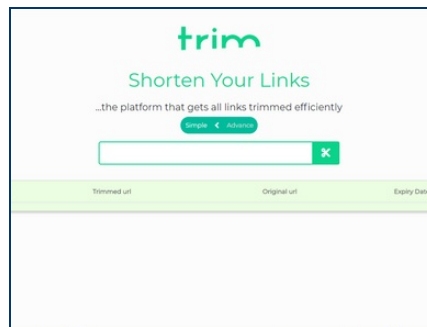 trim
Shorten Your Links
...the platform that gets all links trimmed efficiently
Simple < Advance
Trimmed url Original url Expiry Date